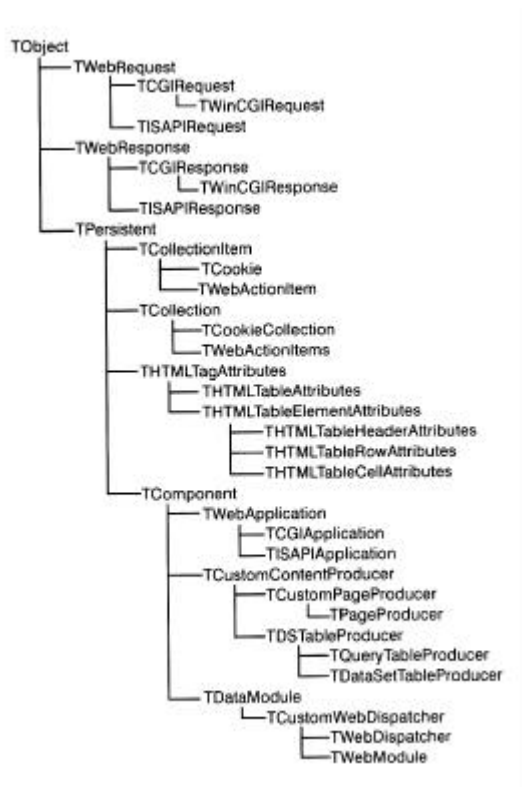 TObject
TWebRequest
TCGIRequest
TWinCGIRequest
TISAPIRequest
TWebResponse
TCGIResponse
TWinCGIResponse
TISAPIResponse
TPersistent
TCollectionItem
TCookie
TWebActionItem
TCollection
TCookieCollection
TWebActionItems
THTMLTagAttributes
THTMLTableAttributes
THTMLTableElementAttributes
THTMLTableHeaderAttributes
THTMLTableRowAttributes
THTMLTableCellAttributes
TComponent
TWebApplication
TCGIApplication
TISAPIApplication
TCustomContentProducer
TCustomPageProducer
TPageProducer
TDSTableProducer
TQueryTableProducer
TDataSetTableProducer
TDataModule
TCustomWebDispatcher
TWebDispatcher
TWebModule